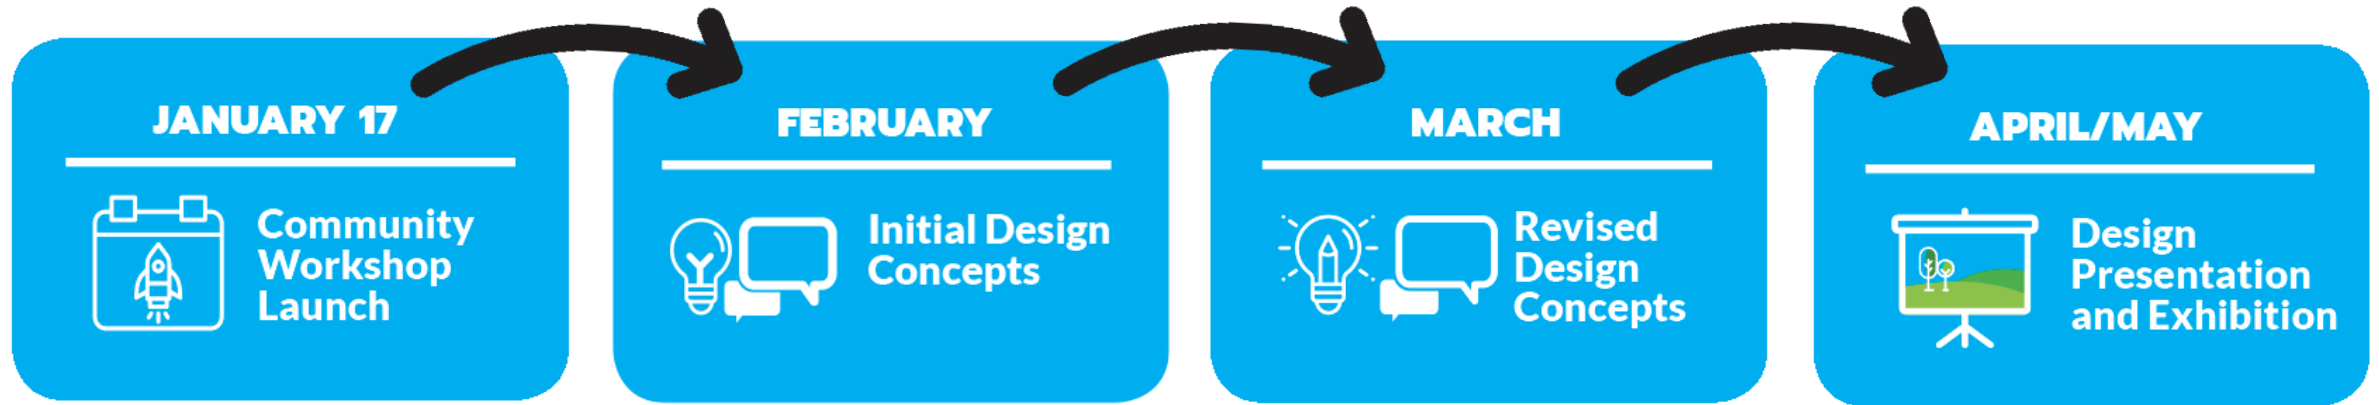 JANUARY 17
Community
Workshop
Launch
FEBRUARY
Initial Design
Concepts
MARCH
Revised
Design
Concepts
APRIL/MAY
Design
Presentation
and Exhibition